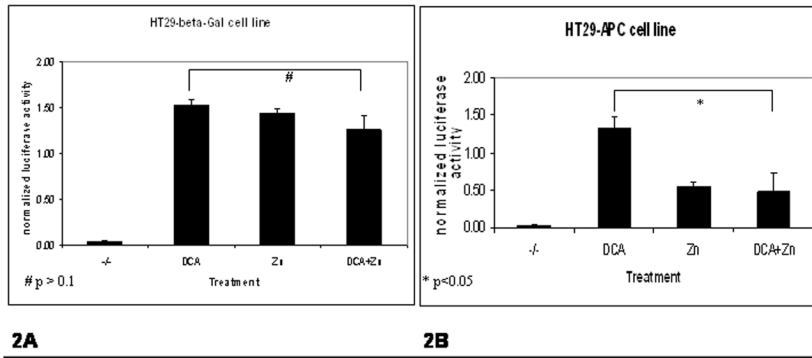 HT29-beta-Gal cell line
normalized luciferase activity
2.00
1.50
1.00
0.50
0.00
#
-/-
DCA
Zn
DCA+Zn
# p > 0.1
Treatment
2A
HT29-APC cell line
normalized luciferase
activity
2.00
1.50
1.00
0.50
0.00
*
-/-
DCA
Zn
DCA+Zn
* p<0.05
Treatment
2B